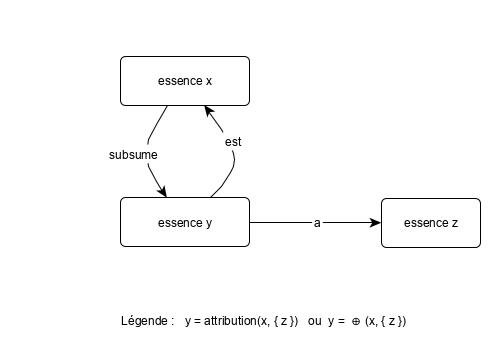 essence x
subsume
est
essence y
a
essence z
Légende : y = attribution(x, { z }) ou y = ⊕ (x, { z })